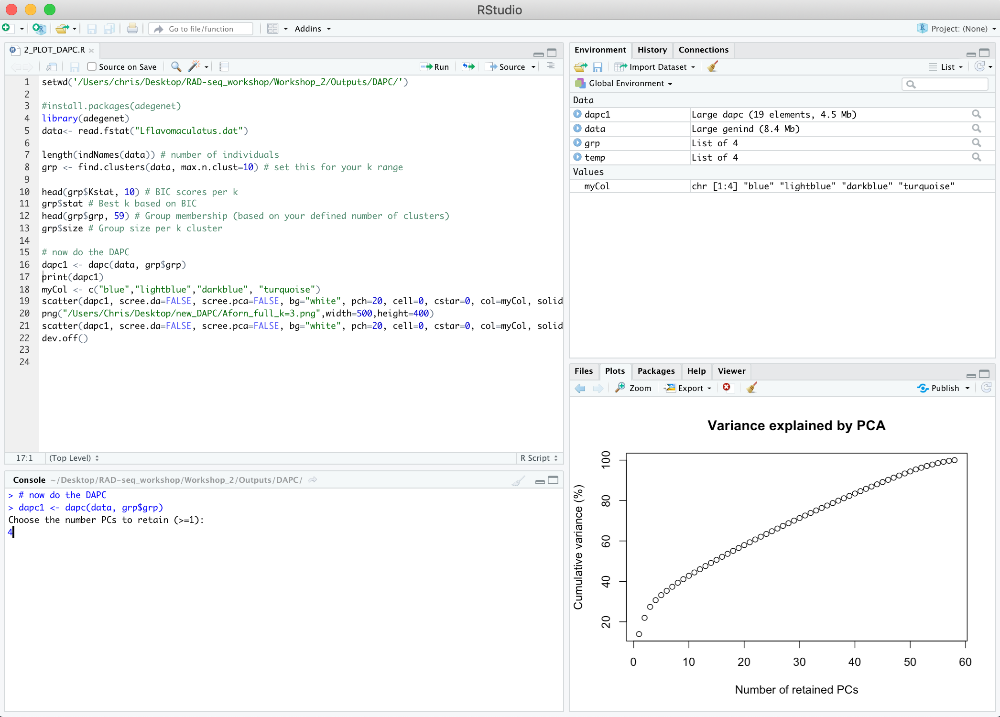 RStudio
Go to file/function
Addins
Project: (None)
2_PLOT_DAPC.R
Source on Save
Run
Source
1 setwd('/Users/chris/Desktop/RAD-seq_workshop/Workshop_2/Outputs/DAPC/')
2
3 #install.packages(adegenet)
4 library(adegenet)
5 data<- read.fstat("Lflavomaculatus.dat")
6
7 length(indNames(data)) # number of individuals
8 grp <- find.clusters(data, max.n.clust=10) # set this for your k range
9
10 head(grp$Kstat, 10) # BIC scores per k
11 grp$stat # Best k based on BIC
12 head(grp$grp, 59) # Group membership (based on your defined number of clusters)
13 grp$size # Group size per k cluster
14
15 # now do the DAPC
16 dapc1 <- dapc(data, grp$grp)
17 print(dapc1)
18 myCol <- c("blue","lightblue","darkblue", "turquoise")
19 scatter(dapc1, scree.da=FALSE, scree.pca=FALSE, bg="white", pch=20, cell=0, cstar=0, col=myCol, solid
20 png("/Users/Chris/Desktop/new_DAPC/Aforn_full_k=3.png",width=500,height=400)
21 scatter(dapc1, scree.da=FALSE, scree.pca=FALSE, bg="white", pch=20, cell=0, cstar=0, col=myCol, solid
22 dev.off()
23
24
17:1 (Top Level) R Script
Console ~/Desktop/RAD-seq_workshop/Workshop_2/Outputs/DAPC/
> # now do the DAPC
> dapc1 <- dapc(data, grp$grp)
Choose the number PCs to retain (>=1):
4
Environment History Connections
Import Dataset List
Global Environment
Data
dapc1 Large dapc (19 elements, 4.5 Mb)
data Large genind (8.4 Mb)
grp List of 4
temp List of 4
Values
myCol chr [1:4] "blue" "lightblue" "darkblue" "turquoise"
Files Plots Packages Help Viewer
Zoom Export Publish
Variance explained by PCA
Cumulative variance (%)
100
80
60
40
20
0 10 20 30 40 50 60
Number of retained PCs